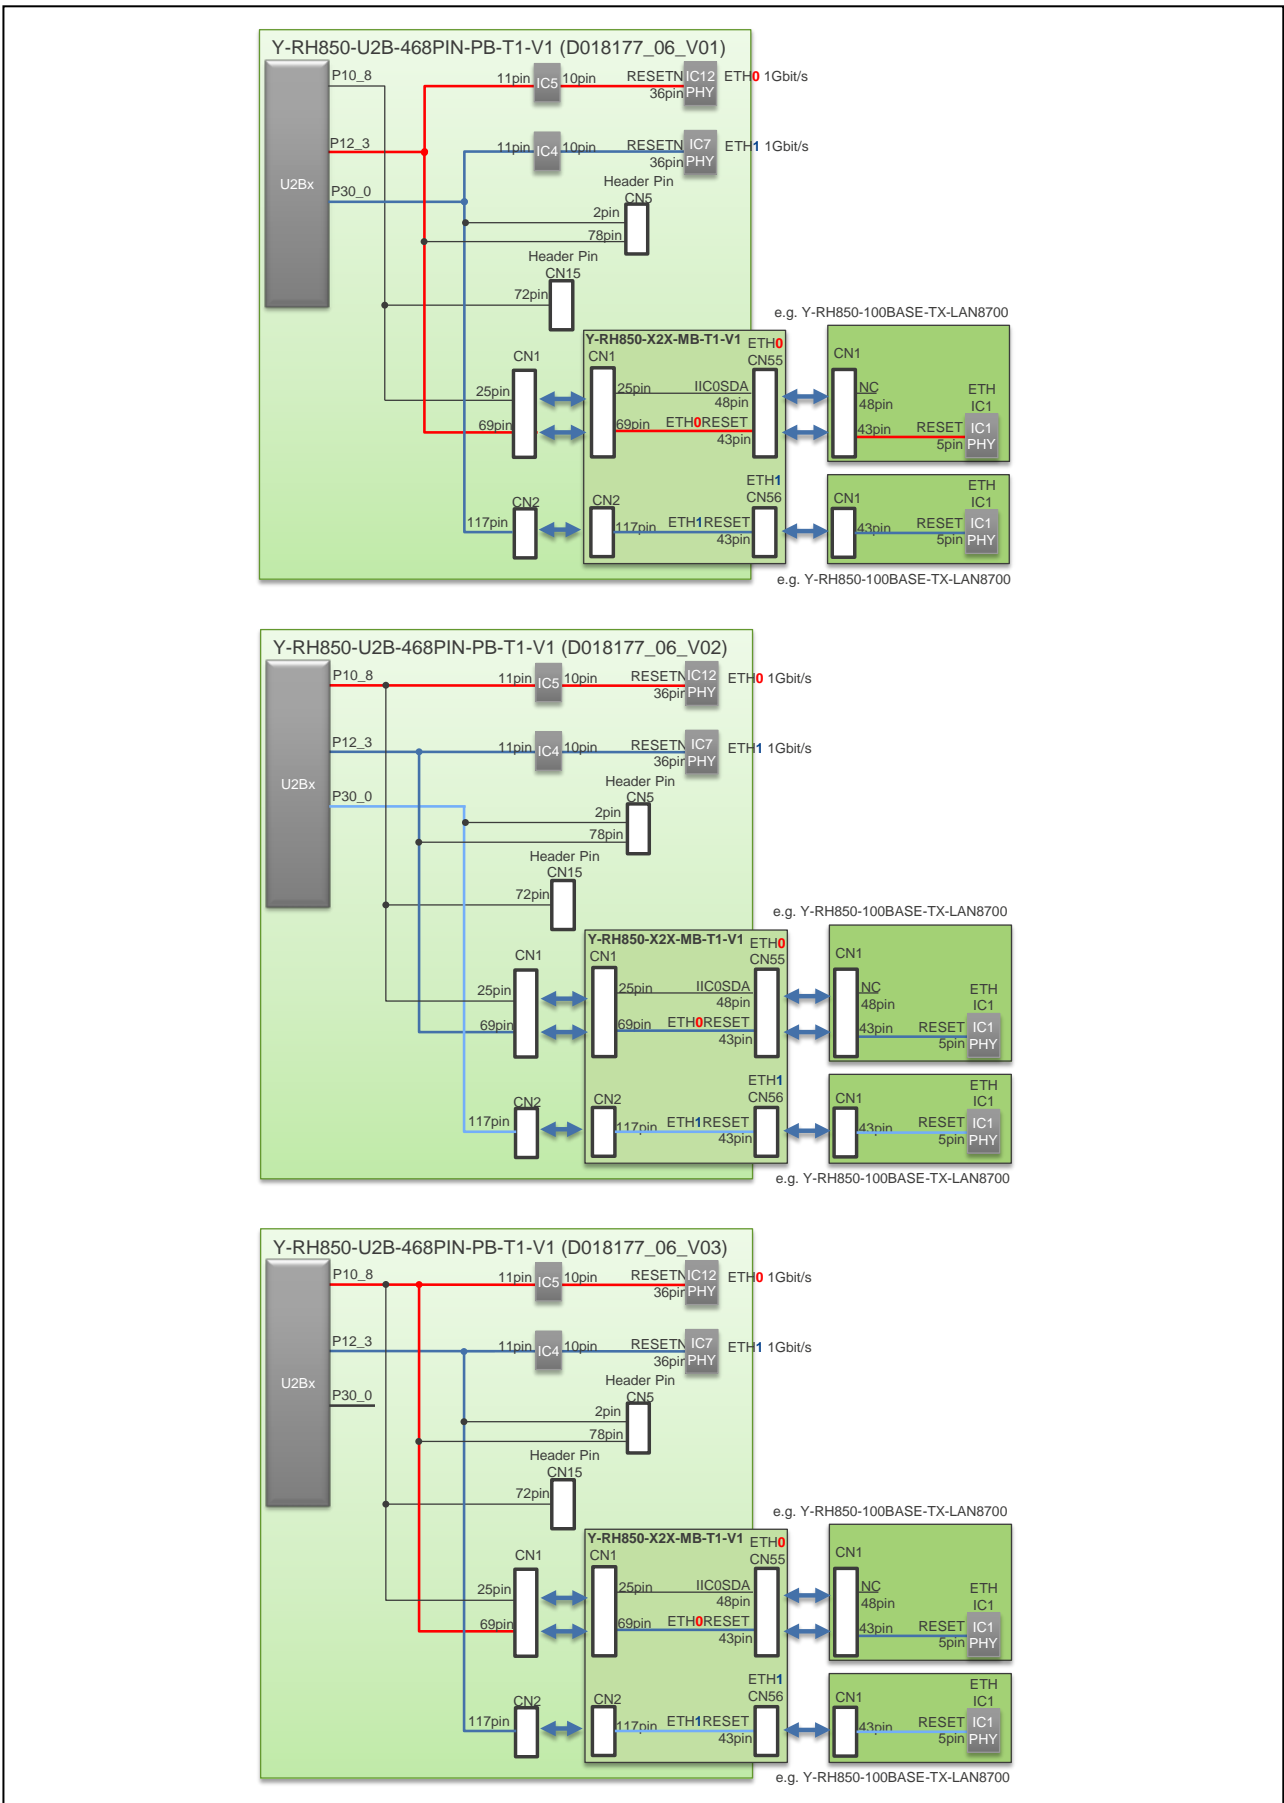 Y-RH850-U2B-468PIN-PB-T1-V1 (D018177_06_V01)
P10_8
11pin IC5 10pin RESETN IC12 ETH0 1Gbit/s
36pin PHY
P12_3
11pin IC4 10pin RESETN IC7 ETH1 1Gbit/s
36pin PHY
U2Bx
P30_0
Header Pin
CN5
2pin
78pin
Header Pin
CN15
72pin
e.g. Y-RH850-100BASE-TX-LAN8700
Y-RH850-X2X-MB-T1-V1 ETH0
CN1 CN1 CN55 CN1
25pin 25pin IIC0SDA NC ETH
48pin 48pin IC1
69pin 69pin ETH0RESET 43pin RESET IC1
43pin 5pin PHY
ETH1 ETH
CN2 CN2 CN56 CN1 IC1
117pin 117pin ETH1RESET 43pin RESET IC1
43pin 5pin PHY
e.g. Y-RH850-100BASE-TX-LAN8700
Y-RH850-U2B-468PIN-PB-T1-V1 (D018177_06_V02)
P10_8
11pin IC5 10pin RESETN IC12 ETH0 1Gbit/s
36pin PHY
P12_3
11pin IC4 10pin RESETN IC7 ETH1 1Gbit/s
36pin PHY
U2Bx
P30_0
Header Pin
CN5
2pin
78pin
Header Pin
CN15
72pin
e.g. Y-RH850-100BASE-TX-LAN8700
Y-RH850-X2X-MB-T1-V1 ETH0
CN1 CN1 CN55 CN1
25pin 25pin IIC0SDA NC ETH
48pin 48pin IC1
69pin 69pin ETH0RESET 43pin RESET IC1
43pin 5pin PHY
ETH1 ETH
CN2 CN2 CN56 CN1 IC1
117pin 117pin ETH1RESET 43pin RESET IC1
43pin 5pin PHY
e.g. Y-RH850-100BASE-TX-LAN8700
Y-RH850-U2B-468PIN-PB-T1-V1 (D018177_06_V03)
P10_8
11pin IC5 10pin RESETN IC12 ETH0 1Gbit/s
36pin PHY
P12_3
11pin IC4 10pin RESETN IC7 ETH1 1Gbit/s
36pin PHY
U2Bx
P30_0
Header Pin
CN5
2pin
78pin
Header Pin
CN15
72pin
e.g. Y-RH850-100BASE-TX-LAN8700
Y-RH850-X2X-MB-T1-V1 ETH0
CN1 CN1 CN55 CN1
25pin 25pin IIC0SDA NC ETH
48pin 48pin IC1
69pin 69pin ETH0RESET 43pin RESET IC1
43pin 5pin PHY
ETH1 ETH
CN2 CN2 CN56 CN1 IC1
117pin 117pin ETH1RESET 43pin RESET IC1
43pin 5pin PHY
e.g. Y-RH850-100BASE-TX-LAN8700